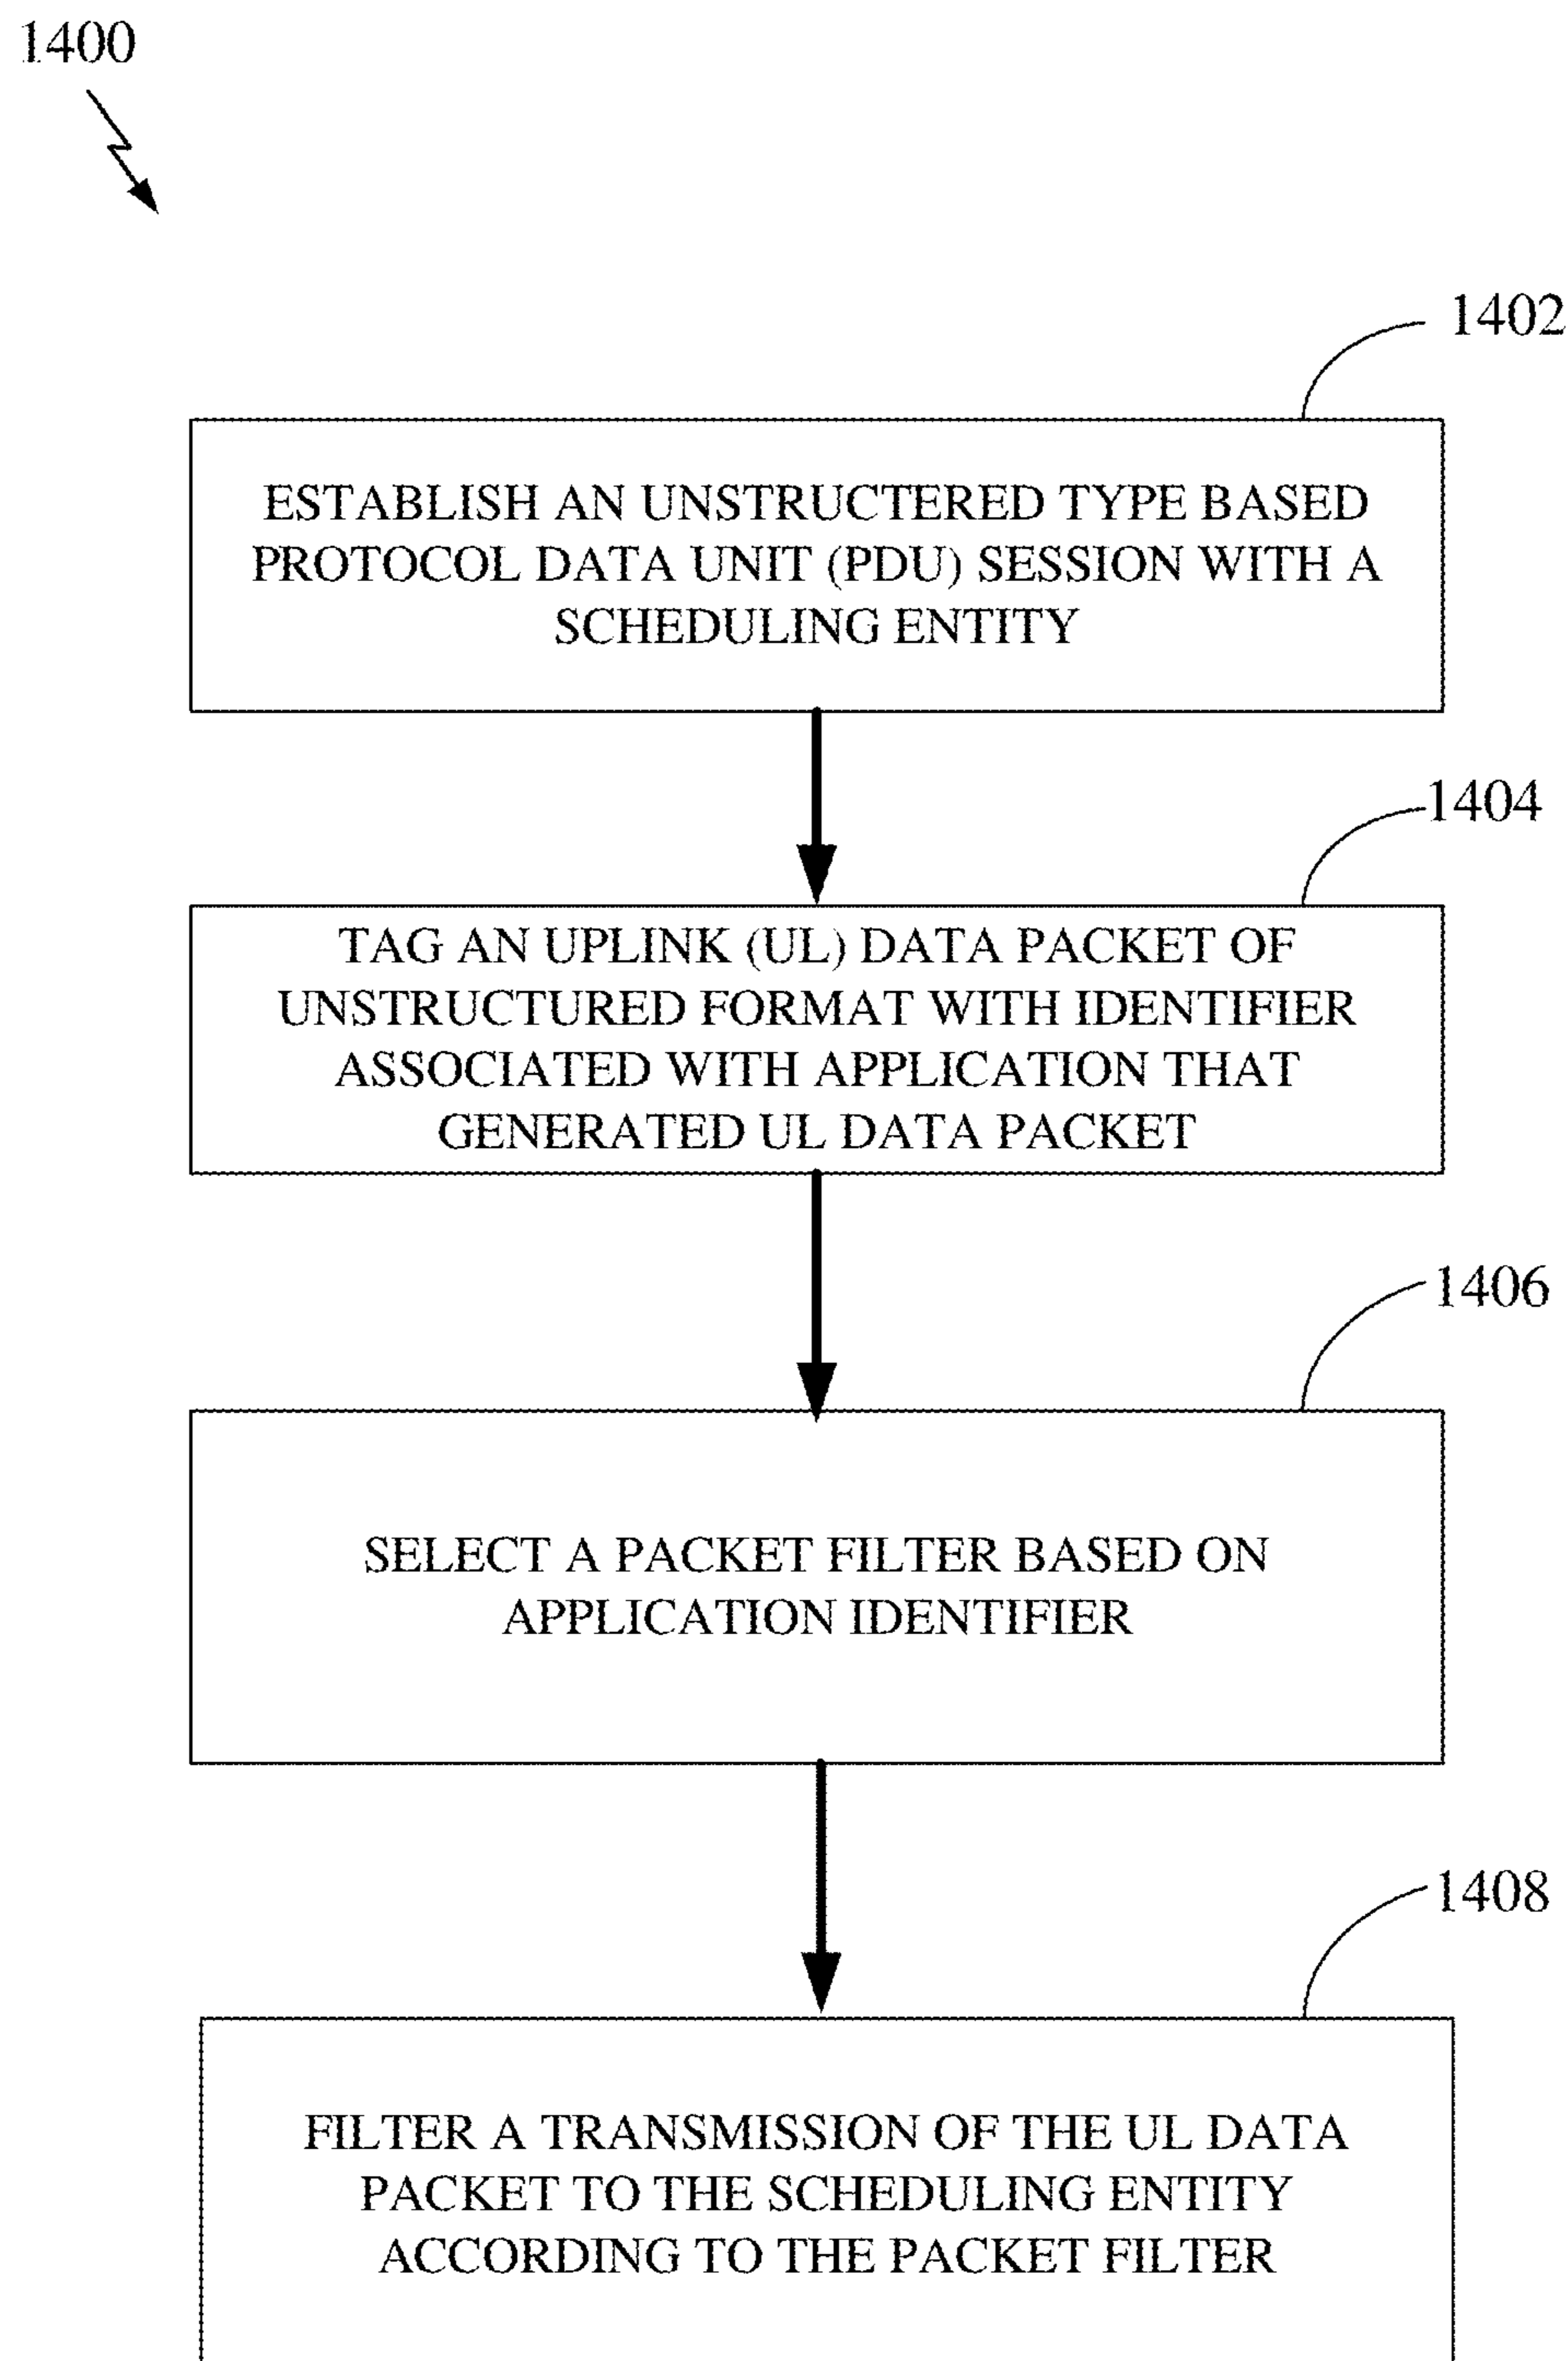 1400
1402
ESTABLISH AN UNSTRUCTERED TYPE BASED
PROTOCOL DATA UNIT (PDU) SESSION WITH A
SCHEDULING ENTITY
1404
TAG AN UPLINK (UL) DATA PACKET OF
UNSTRUCTURED FORMAT WITH IDENTIFIER
ASSOCIATED WITH APPLICATION THAT
GENERATED UL DATA PACKET
1406
SELECT A PACKET FILTER BASED ON
APPLICATION IDENTIFIER
1408
FILTER A TRANSMISSION OF THE UL DATA
PACKET TO THE SCHEDULING ENTITY
ACCORDING TO THE PACKET FILTER